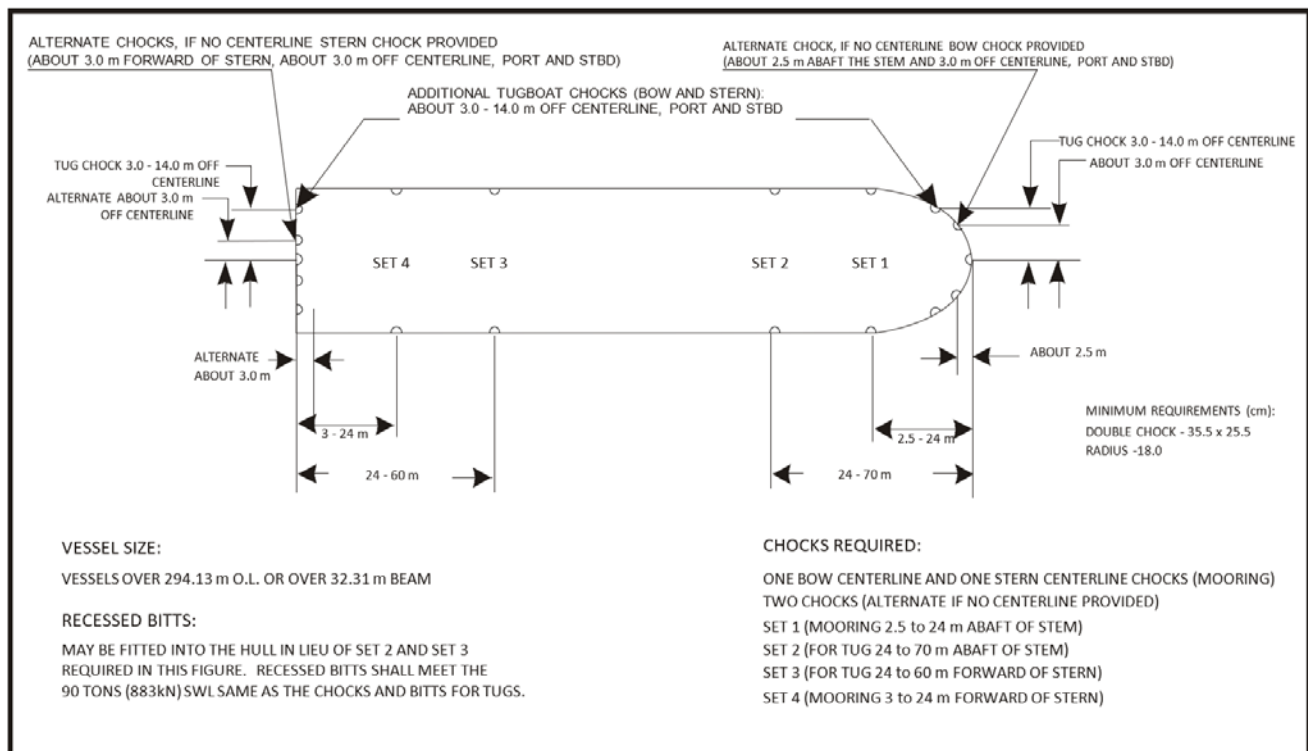 ALTERNATE CHOCKS, IF NO CENTERLINE STERN CHOCK PROVIDED
(ABOUT 3.0 m FORWARD OF STERN, ABOUT 3.0 m OFF CENTERLINE, PORT AND STBD)
ALTERNATE CHOCK, IF NO CENTERLINE BOW CHOCK PROVIDED
(ABOUT 2.5 m ABAFT THE STEM AND 3.0 m OFF CENTERLINE, PORT AND STBD)
ADDITIONAL TUGBOAT CHOCKS (BOW AND STERN):
ABOUT 3.0 - 14.0 m OFF CENTERLINE, PORT AND STBD
TUG CHOCK 3.0 - 14.0 m OFF
CENTERLINE
ALTERNATE ABOUT 3.0 m
OFF CENTERLINE
TUG CHOCK 3.0 - 14.0 m OFF CENTERLINE
ABOUT 3.0 m OFF CENTERLINE
SET 4
SET 3
SET 2
SET 1
ALTERNATE
ABOUT 3.0 m
ABOUT 2.5 m
3 - 24 m
2.5 - 24 m
24 - 60 m
24 - 70 m
MINIMUM REQUIREMENTS (cm):
DOUBLE CHOCK - 35.5 x 25.5
RADIUS -18.0
VESSEL SIZE:
VESSELS OVER 294.13 m O.L. OR OVER 32.31 m BEAM
RECESSED BITTS:
MAY BE FITTED INTO THE HULL IN LIEU OF SET 2 AND SET 3
REQUIRED IN THIS FIGURE. RECESSED BITTS SHALL MEET THE
90 TONS (883kN) SWL SAME AS THE CHOCKS AND BITTS FOR TUGS.
CHOCKS REQUIRED:
ONE BOW CENTERLINE AND ONE STERN CENTERLINE CHOCKS (MOORING)
TWO CHOCKS (ALTERNATE IF NO CENTERLINE PROVIDED)
SET 1 (MOORING 2.5 to 24 m ABAFT OF STEM)
SET 2 (FOR TUG 24 to 70 m ABAFT OF STEM)
SET 3 (FOR TUG 24 to 60 m FORWARD OF STERN)
SET 4 (MOORING 3 to 24 m FORWARD OF STERN)